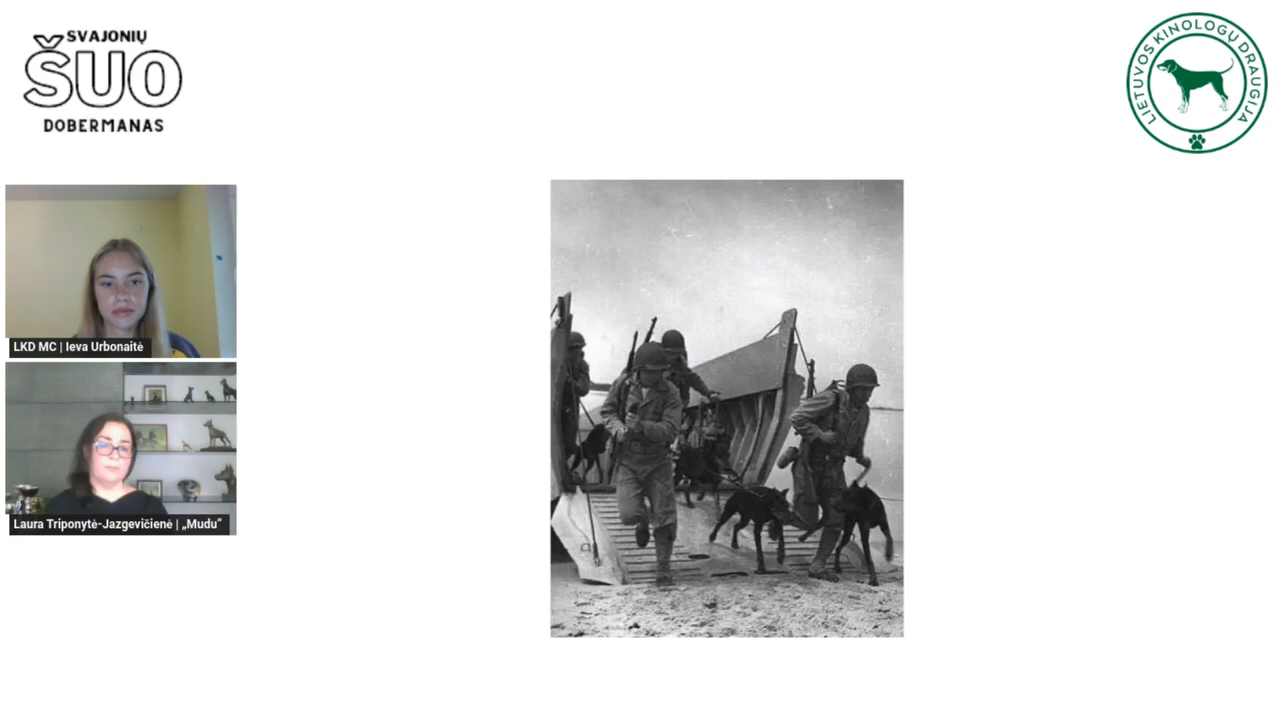 SVAJONIŲ
ŠUO
DOBERMANAS
LIETUVOS KINOLOGŲ DRAUGIJA
LKD MC | Ieva Urbonaitė
Laura Triponytė-Jazgevičienė | „Mudu“